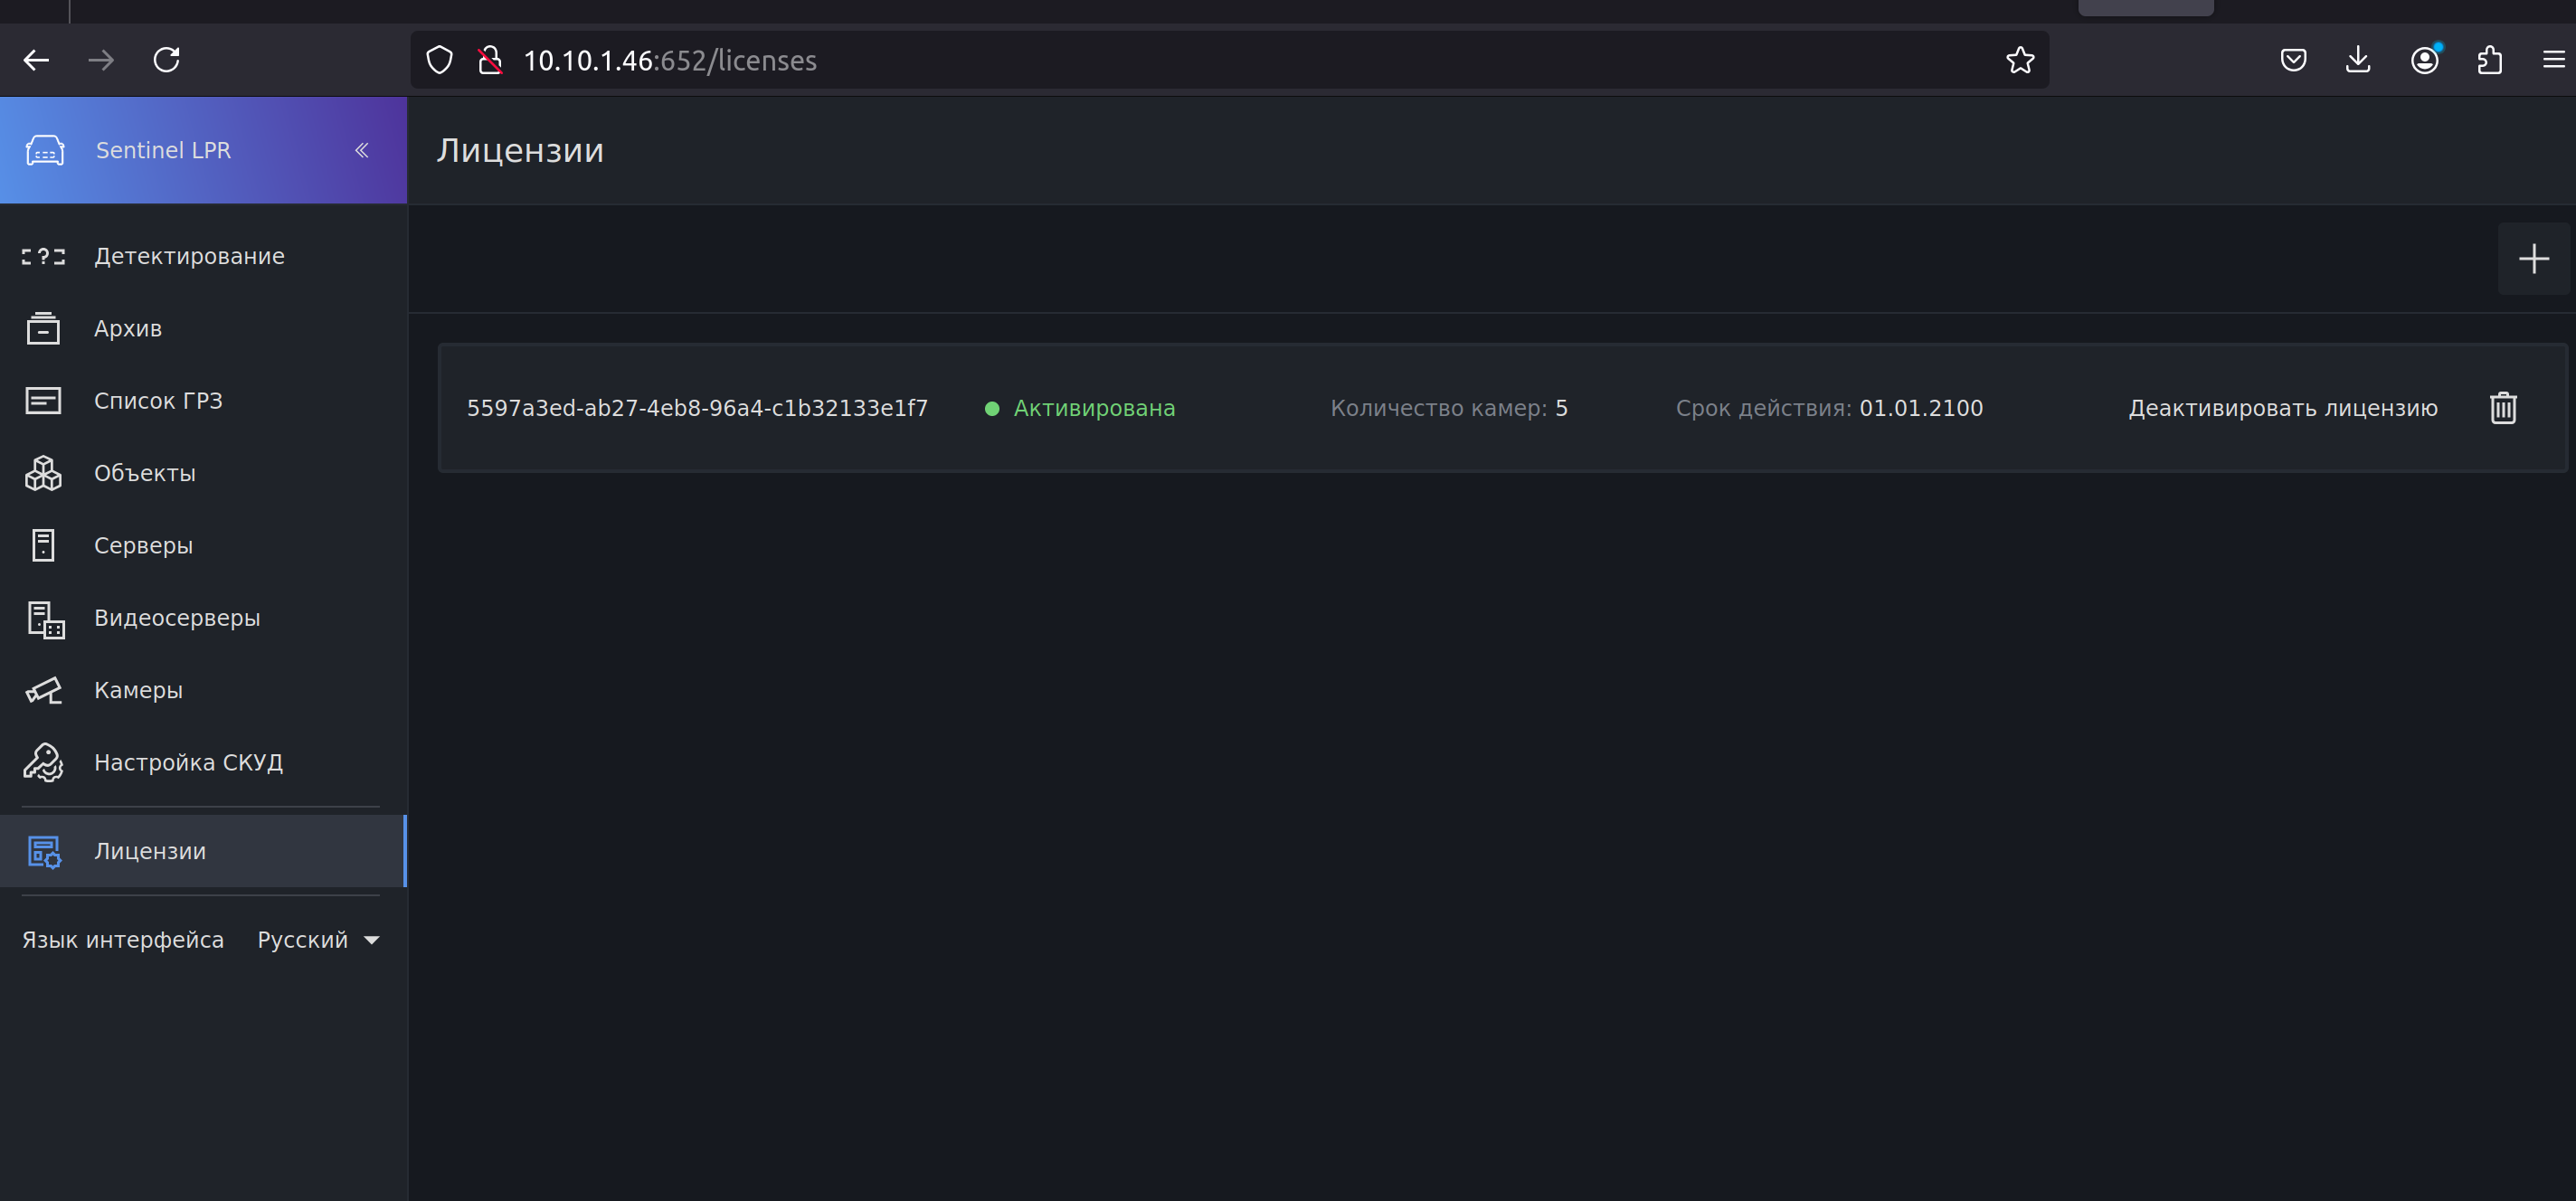 10.10.1.46:652/licenses
Sentinel LPR
Лицензии
Детектирование
Архив
Список ГРЗ
Объекты
Серверы
Видеосерверы
Камеры
Настройка СКУД
Лицензии
Язык интерфейса Русский
5597a3ed-ab27-4eb8-96a4-c1b32133e1f7 Активирована Количество камер: 5 Срок действия: 01.01.2100 Деактивировать лицензию